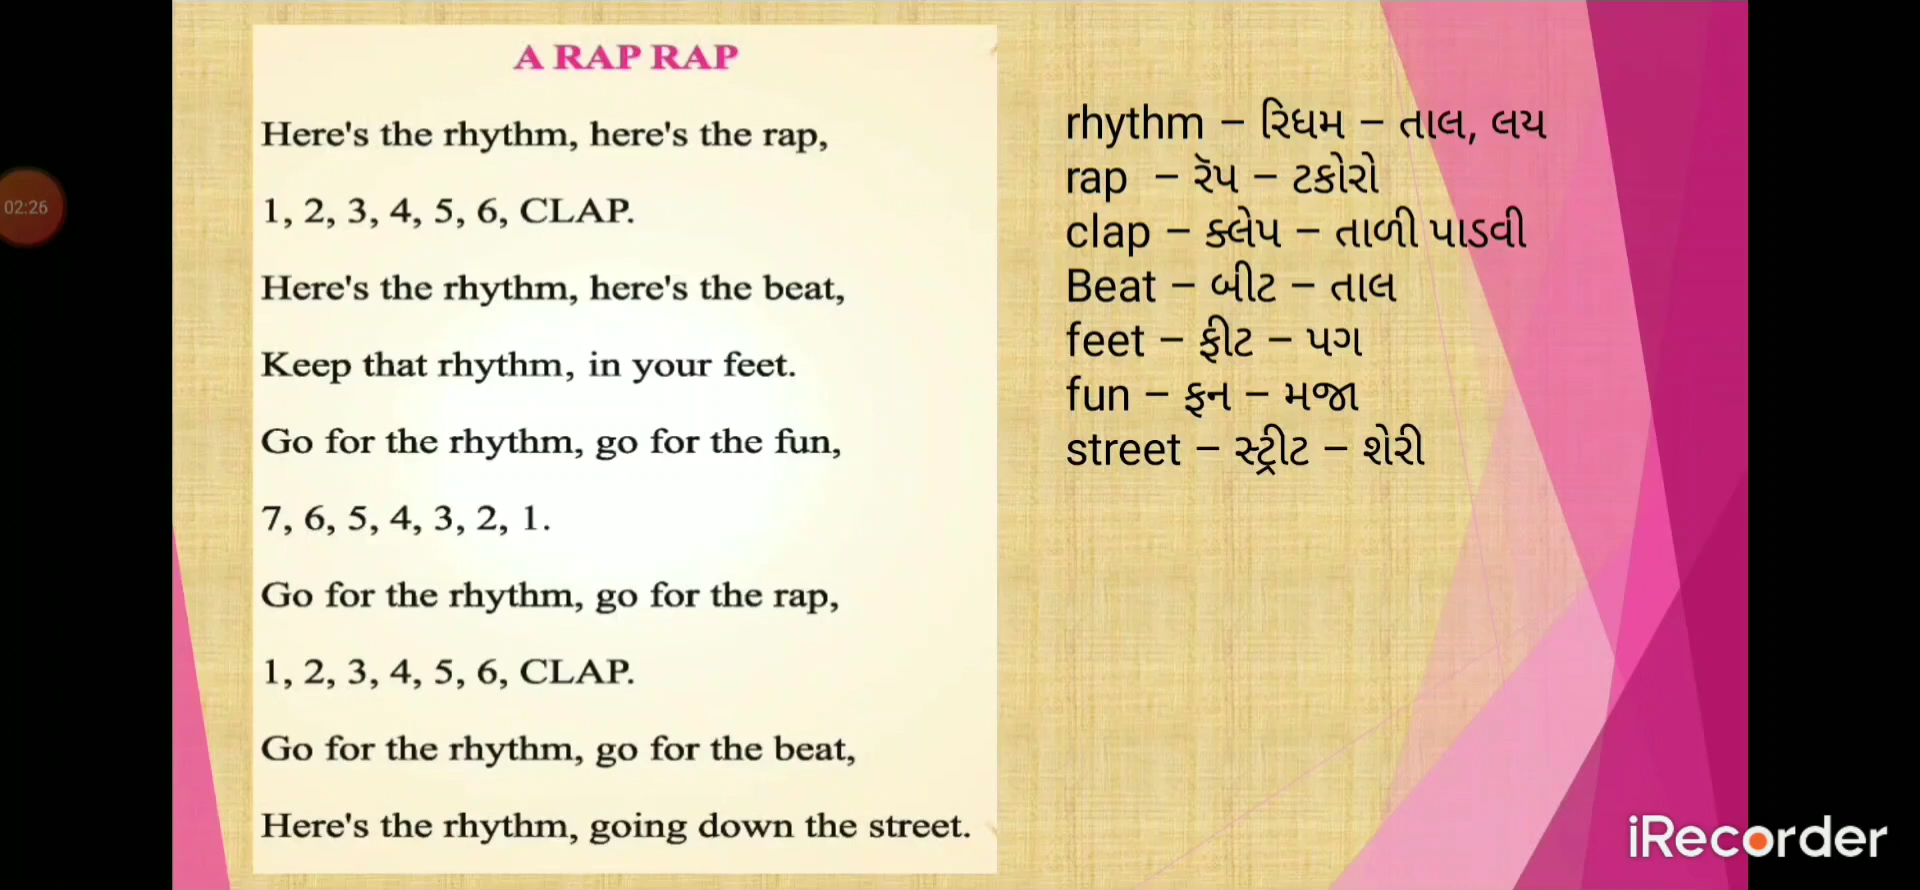 A RAP RAP
Here's the rhythm, here's the rap,
1, 2, 3, 4, 5, 6, CLAP.
Here's the rhythm, here's the beat,
Keep that rhythm, in your feet.
Go for the rhythm, go for the fun,
7, 6, 5, 4, 3, 2, 1.
Go for the rhythm, go for the rap,
1, 2, 3, 4, 5, 6, CLAP.
Go for the rhythm, go for the beat,
Here's the rhythm, going down the street.
rhythm – રિધમ – તાલ, લય
rap – રૅપ – ટકોરો
clap – ક્લેપ – તાળી પાડવી
Beat – બીટ – તાલ
feet – ફીટ – પગ
fun – ફન – મજા
street – સ્ટ્રીટ – શેરી
02:26
iRecorder